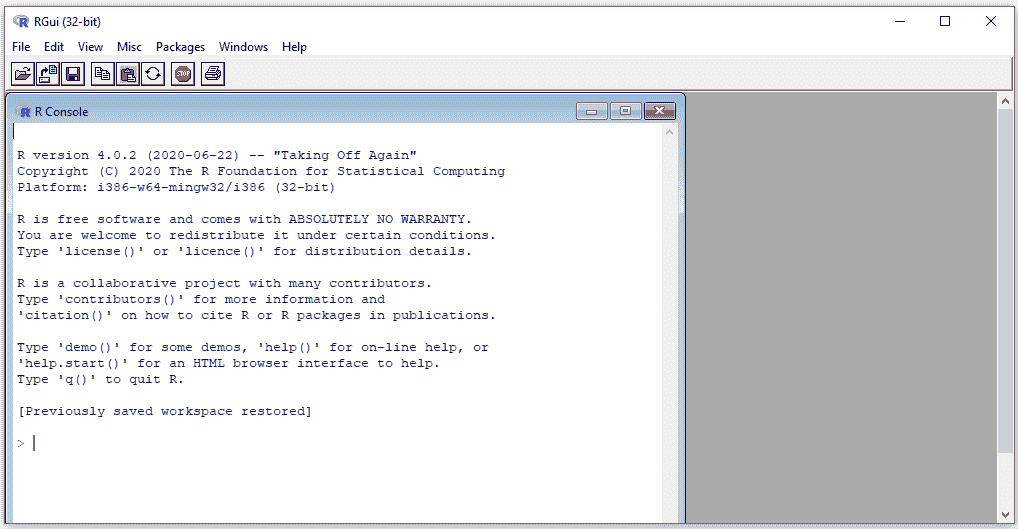 RGui (32-bit)
File Edit View Misc Packages Windows Help
STOP
R Console
R version 4.0.2 (2020-06-22) -- "Taking Off Again"
Copyright (C) 2020 The R Foundation for Statistical Computing
Platform: i386-w64-mingw32/i386 (32-bit)
R is free software and comes with ABSOLUTELY NO WARRANTY.
You are welcome to redistribute it under certain conditions.
Type 'license()' or 'licence()' for distribution details.
R is a collaborative project with many contributors.
Type 'contributors()' for more information and
'citation()' on how to cite R or R packages in publications.
Type 'demo()' for some demos, 'help()' for on-line help, or
'help.start()' for an HTML browser interface to help.
Type 'q()' to quit R.
[Previously saved workspace restored]
>